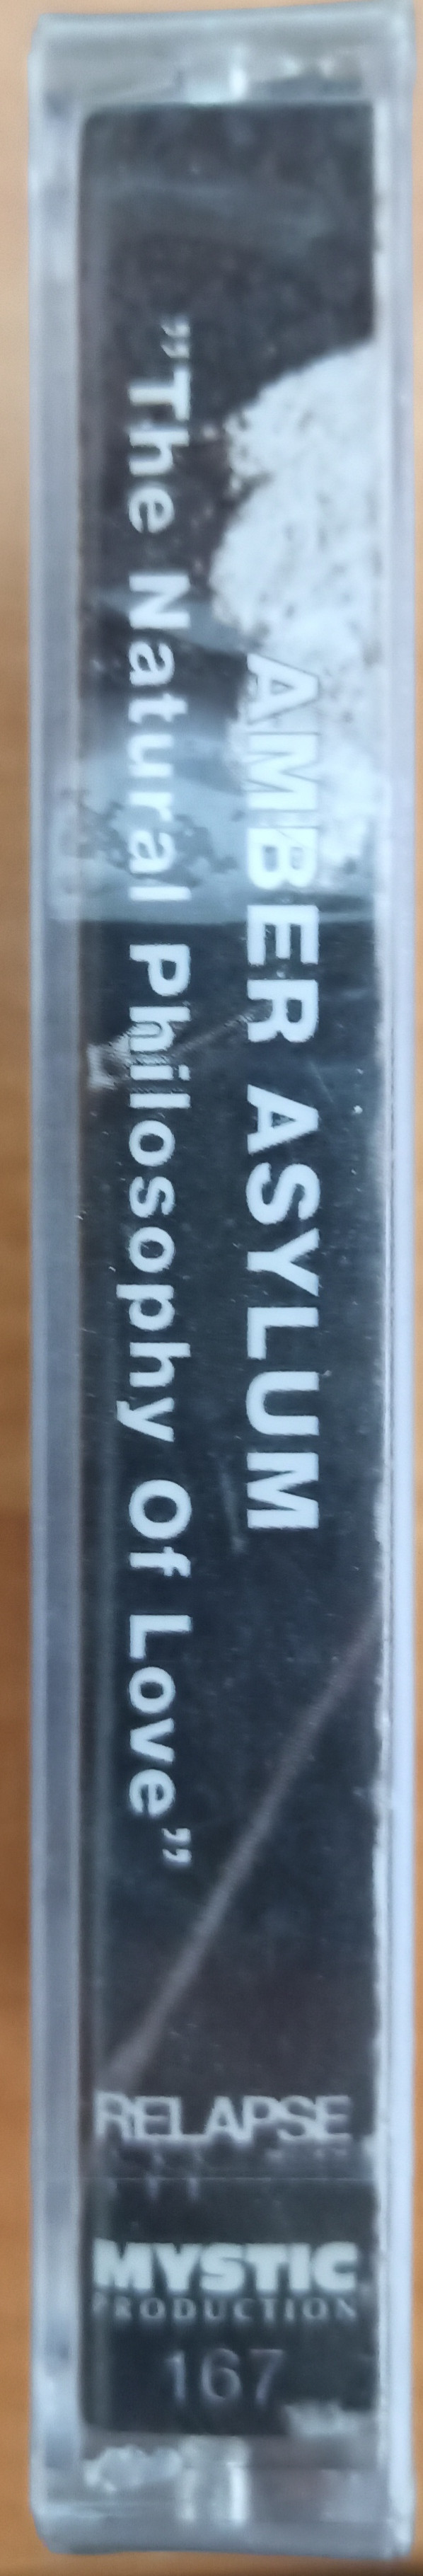 AMBER ASYLUM
"The Natural Philosophy Of Love"
RELAPSE
MYSTIC
PRODUCTION
167